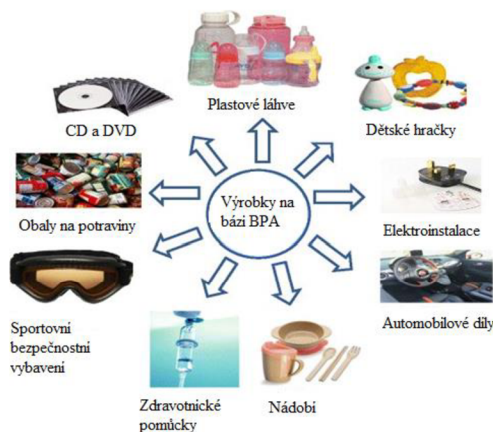 Plastové láhve
CD a DVD
Dětské hračky
Výrobky na
bázi BPA
Obaly na potraviny
Elektroinstalace
Sportovní
bezpečnostní
vybavení
Automobilové díly
Zdravotnické
pomůcky
Nádobí